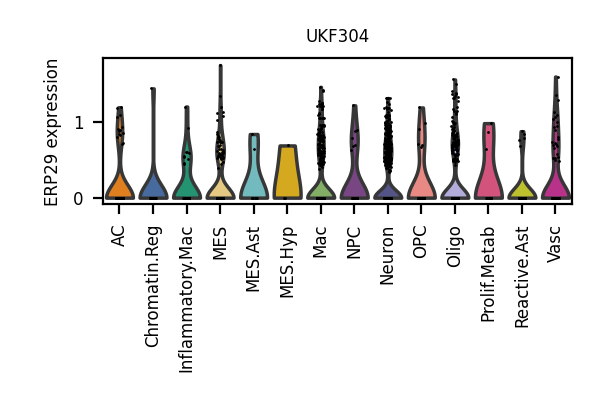 UKF304
ERP29 expression
1
0
AC
Chromatin.Reg
Inflammatory.Mac
MES
MES.Ast
MES.Hyp
Mac
NPC
Neuron
OPC
Oligo
Prolif.Metab
Reactive.Ast
Vasc